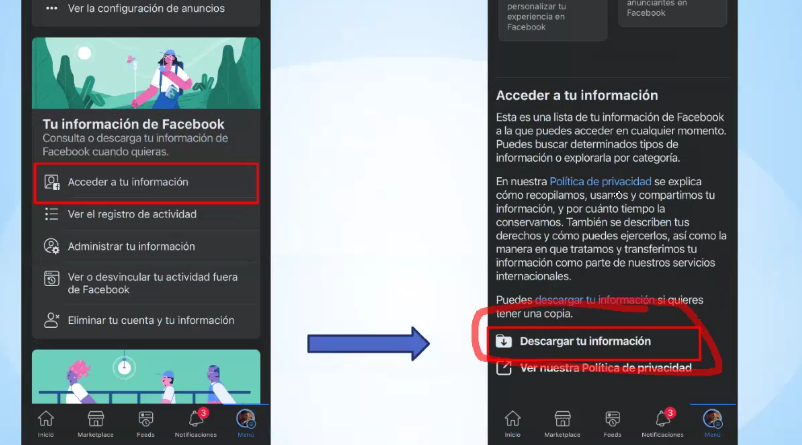 Ver la configuración de anuncios
Tu información de Facebook
Consulta o descarga tu información de
Facebook cuando quieras.
Acceder a tu información
Ver el registro de actividad
Administrar tu información
Ver o desvincular tu actividad fuera
de Facebook
Eliminar tu cuenta y tu información
Inicio
Marketplace
Feeds
3
Notificaciones
Menú
personalizar tu
experiencia en
Facebook
anunciantes en
Facebook
Acceder a tu información
Esta es una lista de tu información de Facebook
a la que puedes acceder en cualquier momento.
Puedes buscar determinados tipos de
información o explorarla por categoría.
En nuestra Política de privacidad se explica
cómo recopilamos, usamos y compartimos tu
información, y por cuánto tiempo la
conservamos. También se describen tus
derechos y cómo puedes ejercerlos, así como la
manera en que tratamos y transferimos tu
información como parte de nuestros servicios
internacionales.
Puedes descargar tu información si quieres
tener una copia.
Descargar tu información
Ver nuestra Política de privacidad
Inicio
Marketplace
Feeds
3
Notificaciones
Menú